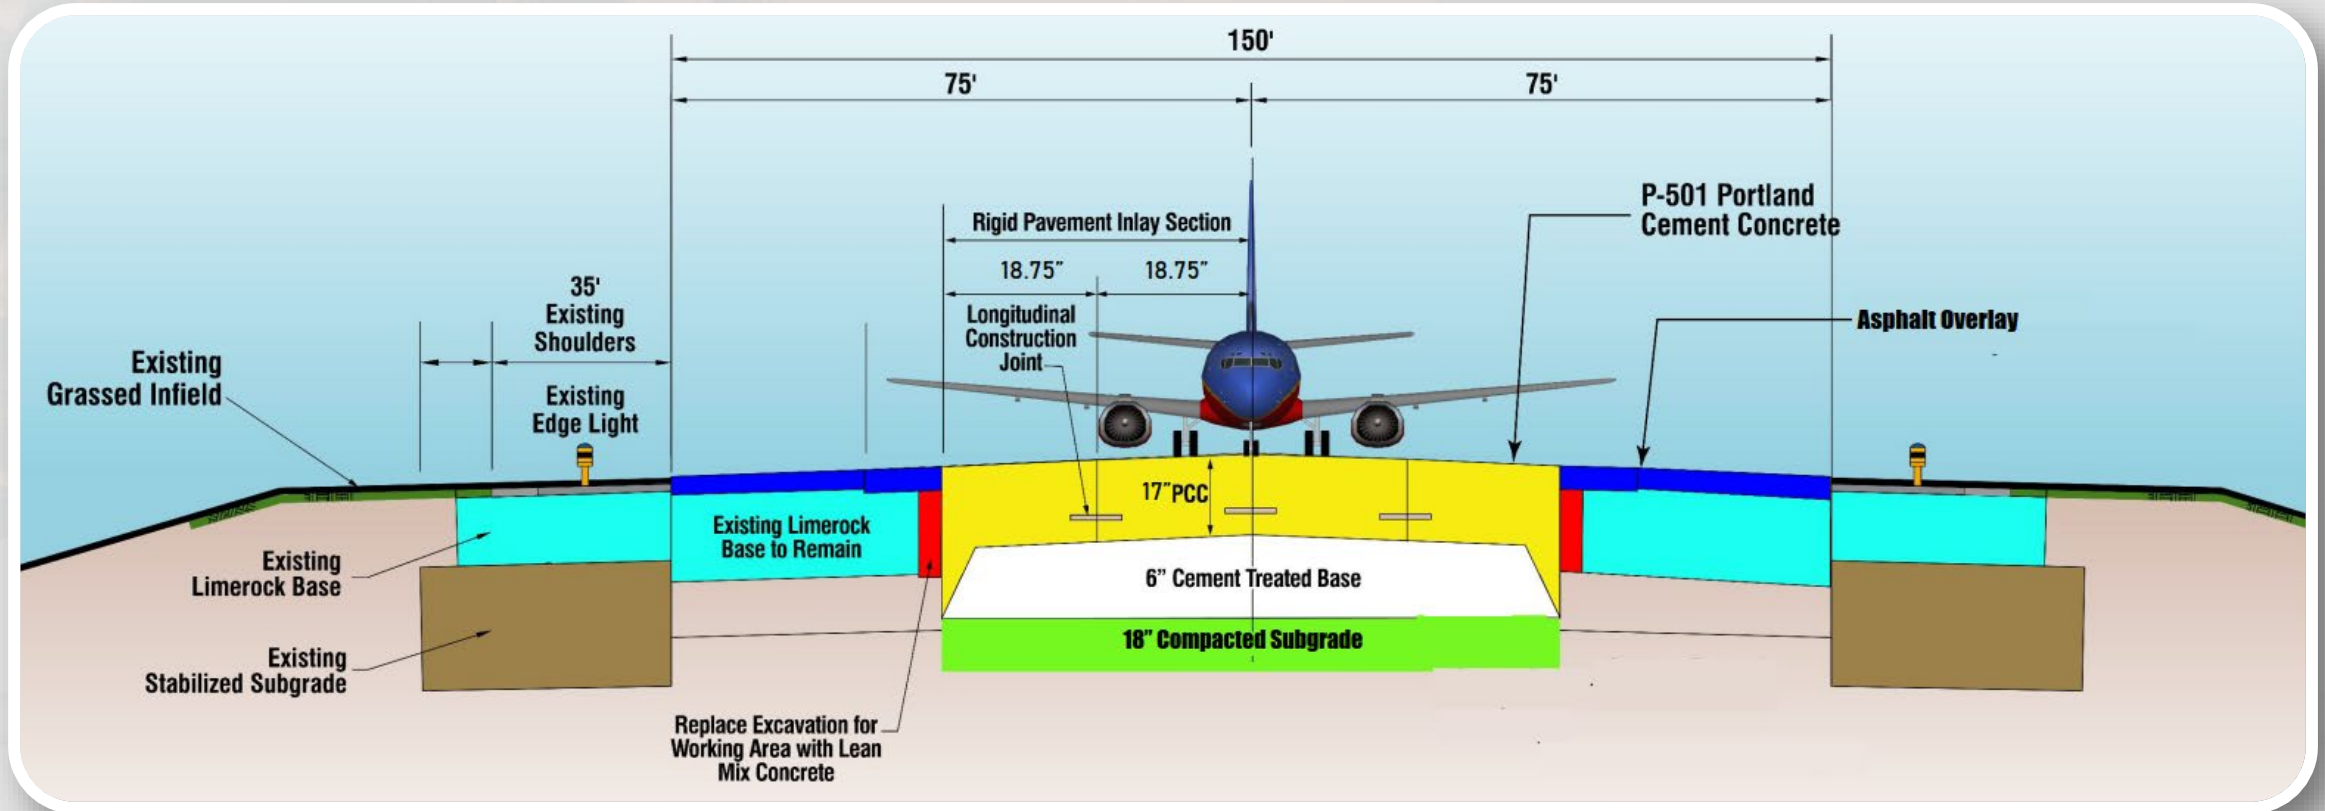 150'
75'
75'
P-501 Portland
Cement Concrete
Rigid Pavement Inlay Section
18.75"
18.75"
35'
Existing
Shoulders
Longitudinal
Construction
Joint
Asphalt Overlay
Existing
Grassed Infield
Existing
Edge Light
17"PCC
Existing Limerock
Base to Remain
Existing
Limerock Base
6" Cement Treated Base
18" Compacted Subgrade
Existing
Stabilized Subgrade
Replace Excavation for
Working Area with Lean
Mix Concrete